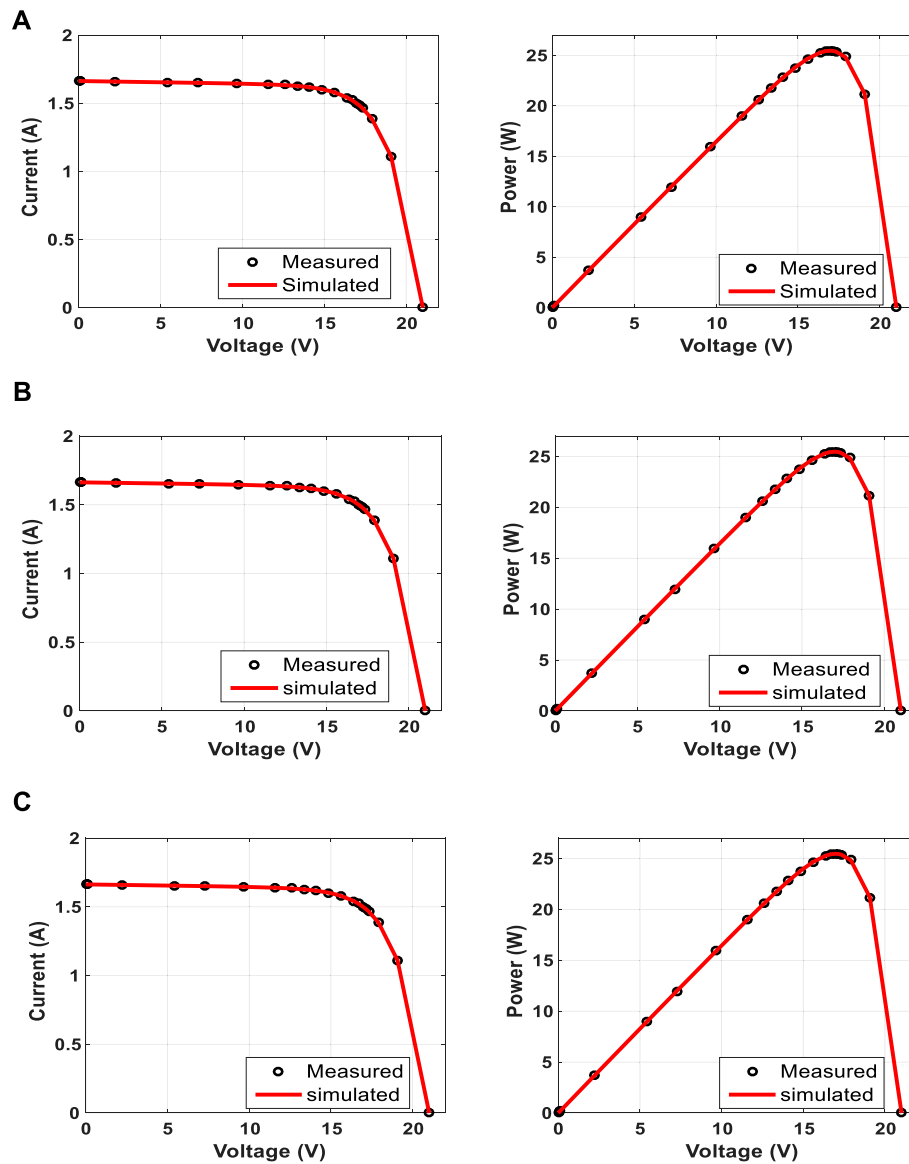 A
Current (A)
2
1.5
1
0.5
0
0 5 10 15 20
Voltage (V)
Measured
Simulated
Power (W)
25
20
15
10
5
0
0 5 10 15 20
Voltage (V)
Measured
Simulated
B
Current (A)
2
1.5
1
0.5
0
0 5 10 15 20
Voltage (V)
Measured
simulated
Power (W)
25
20
15
10
5
0
0 5 10 15 20
Voltage (V)
Measured
simulated
C
Current (A)
2
1.5
1
0.5
0
0 5 10 15 20
Voltage (V)
Measured
simulated
Power (W)
25
20
15
10
5
0
0 5 10 15 20
Voltage (V)
Measured
simulated